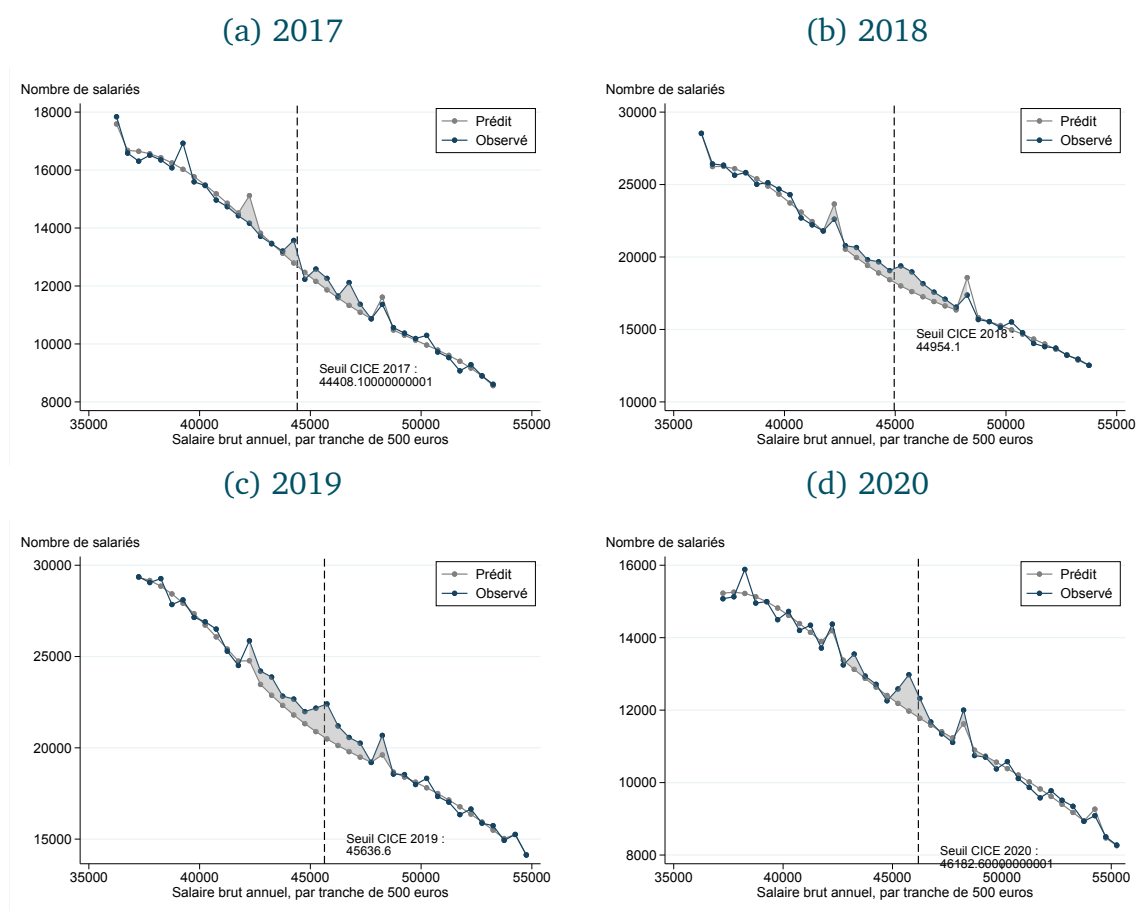 (a) 2017
Nombre de salariés
18000
16000
14000
12000
10000
8000
Prédit
Observé
Seuil CICE 2017 :
44408.10000000001
35000 40000 45000 50000 55000
Salaire brut annuel, par tranche de 500 euros
(b) 2018
Nombre de salariés
30000
25000
20000
15000
10000
Prédit
Observé
Seuil CICE 2018 :
44954.1
35000 40000 45000 50000 55000
Salaire brut annuel, par tranche de 500 euros
(c) 2019
Nombre de salariés
30000
25000
20000
15000
Prédit
Observé
Seuil CICE 2019 :
45636.6
35000 40000 45000 50000 55000
Salaire brut annuel, par tranche de 500 euros
(d) 2020
Nombre de salariés
16000
14000
12000
10000
8000
Prédit
Observé
Seuil CICE 2020 :
46182.60000000001
35000 40000 45000 50000 55000
Salaire brut annuel, par tranche de 500 euros